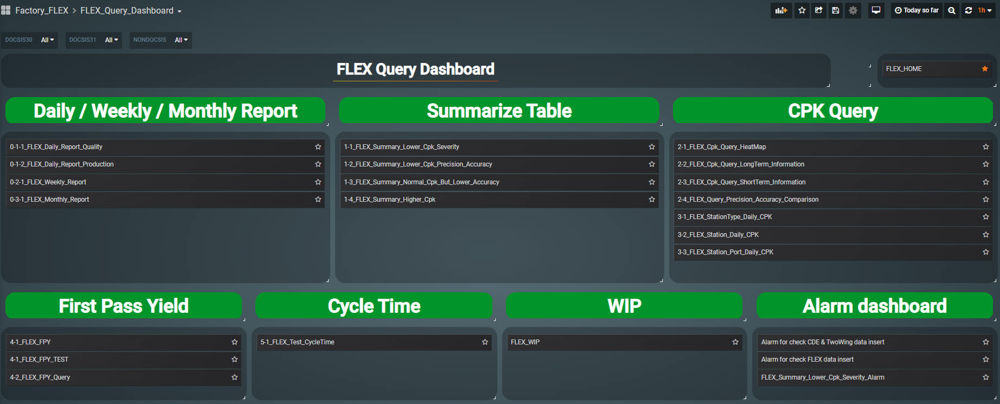 Factory_FLEX > FLEX_Query_Dashboard
Today so far
1h
DOCSIS30 All
DOCSIS31 All
NONDOCSIS All
FLEX Query Dashboard
FLEX_HOME
Daily / Weekly / Monthly Report
0-1-1_FLEX_Daily_Report_Quality
0-1-2_FLEX_Daily_Report_Production
0-2-1_FLEX_Weekly_Report
0-3-1_FLEX_Monthly_Report
Summarize Table
1-1_FLEX_Summary_Lower_Cpk_Severity
1-2_FLEX_Summary_Lower_Cpk_Precision_Accuracy
1-3_FLEX_Summary_Normal_Cpk_But_Lower_Accuracy
1-4_FLEX_Summary_Higher_Cpk
CPK Query
2-1_FLEX_Cpk_Query_HeatMap
2-2_FLEX_Cpk_Query_LongTerm_Information
2-3_FLEX_Cpk_Query_ShortTerm_Information
2-4_FLEX_Query_Precision_Accuracy_Comparison
3-1_FLEX_StationType_Daily_CPK
3-2_FLEX_Station_Daily_CPK
3-3_FLEX_Station_Port_Daily_CPK
First Pass Yield
4-1_FLEX_FPY
4-1_FLEX_FPY_TEST
4-2_FLEX_FPY_Query
Cycle Time
5-1_FLEX_Test_CycleTime
WIP
FLEX_WIP
Alarm dashboard
Alarm for check CDE & TwoWing data insert
Alarm for check FLEX data insert
FLEX_Summary_Lower_Cpk_Severity_Alarm